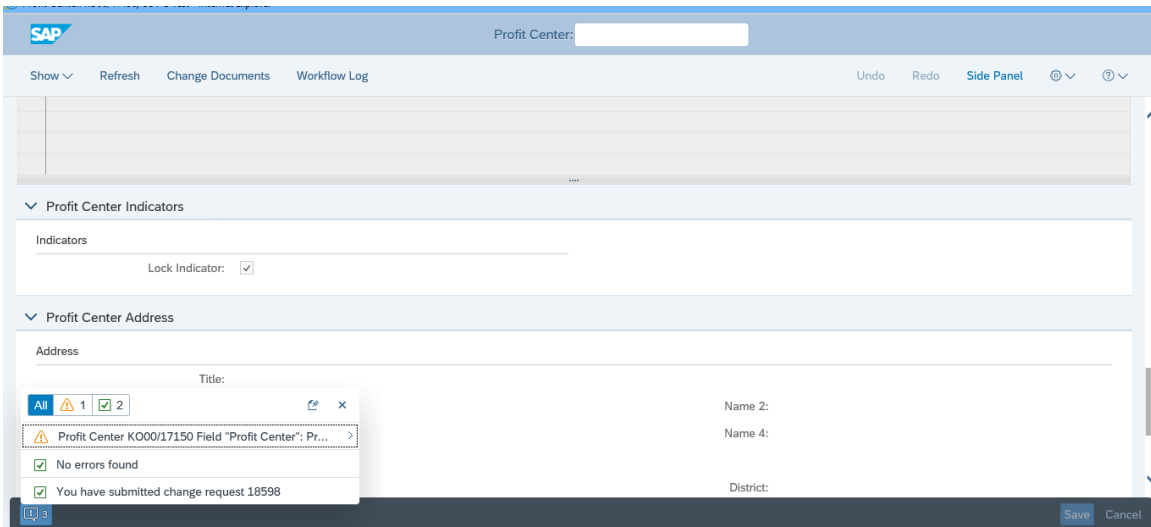 SAP
Profit Center:
Show Refresh Change Documents Workflow Log Undo Redo Side Panel
Profit Center Indicators
Indicators
Lock Indicator:
Profit Center Address
Address
Title:
All 1 2
Name 2:
Profit Center KO00/17150 Field "Profit Center": Pr...
Name 4:
No errors found
You have submitted change request 18598
District:
3 Save Cancel